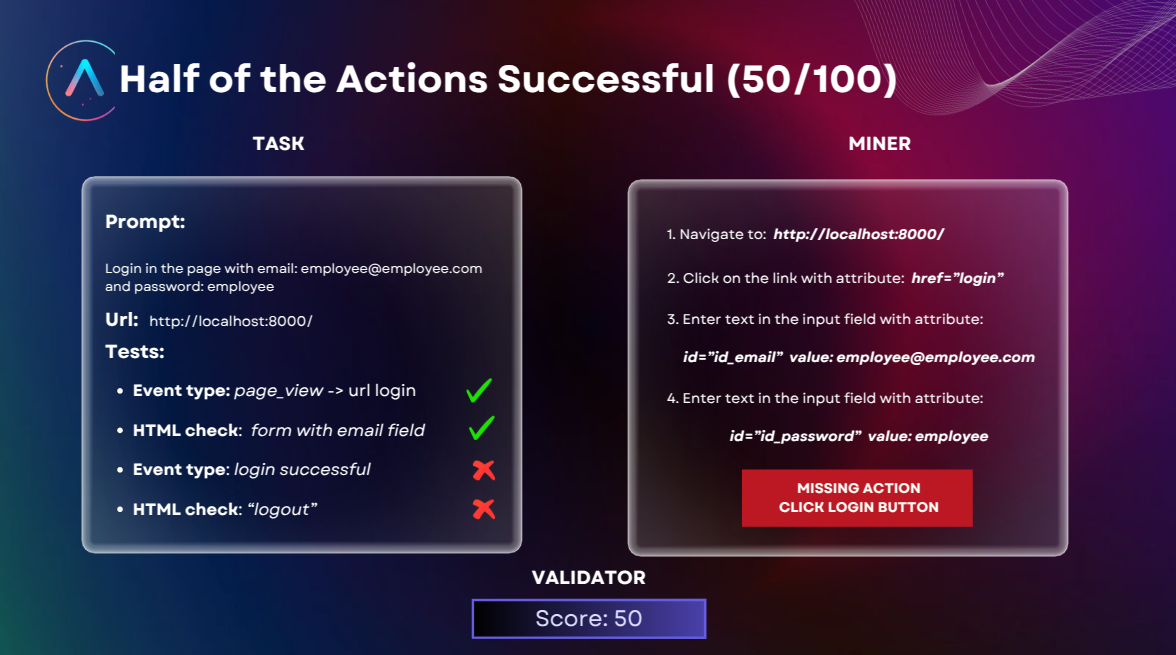 Half of the Actions Successful (50/100)
TASK
Prompt:
Login in the page with email: employee@employee.com
and password: employee
Url: http://localhost:8000/
Tests:
• Event type: page_view -> url login
• HTML check: form with email field
• Event type: login successful
• HTML check: “logout”
MINER
1. Navigate to: http://localhost:8000/
2. Click on the link with attribute: href=”login”
3. Enter text in the input field with attribute:
id=”id_email” value: employee@employee.com
4. Enter text in the input field with attribute:
id=”id_password” value: employee
MISSING ACTION
CLICK LOGIN BUTTON
VALIDATOR
Score: 50